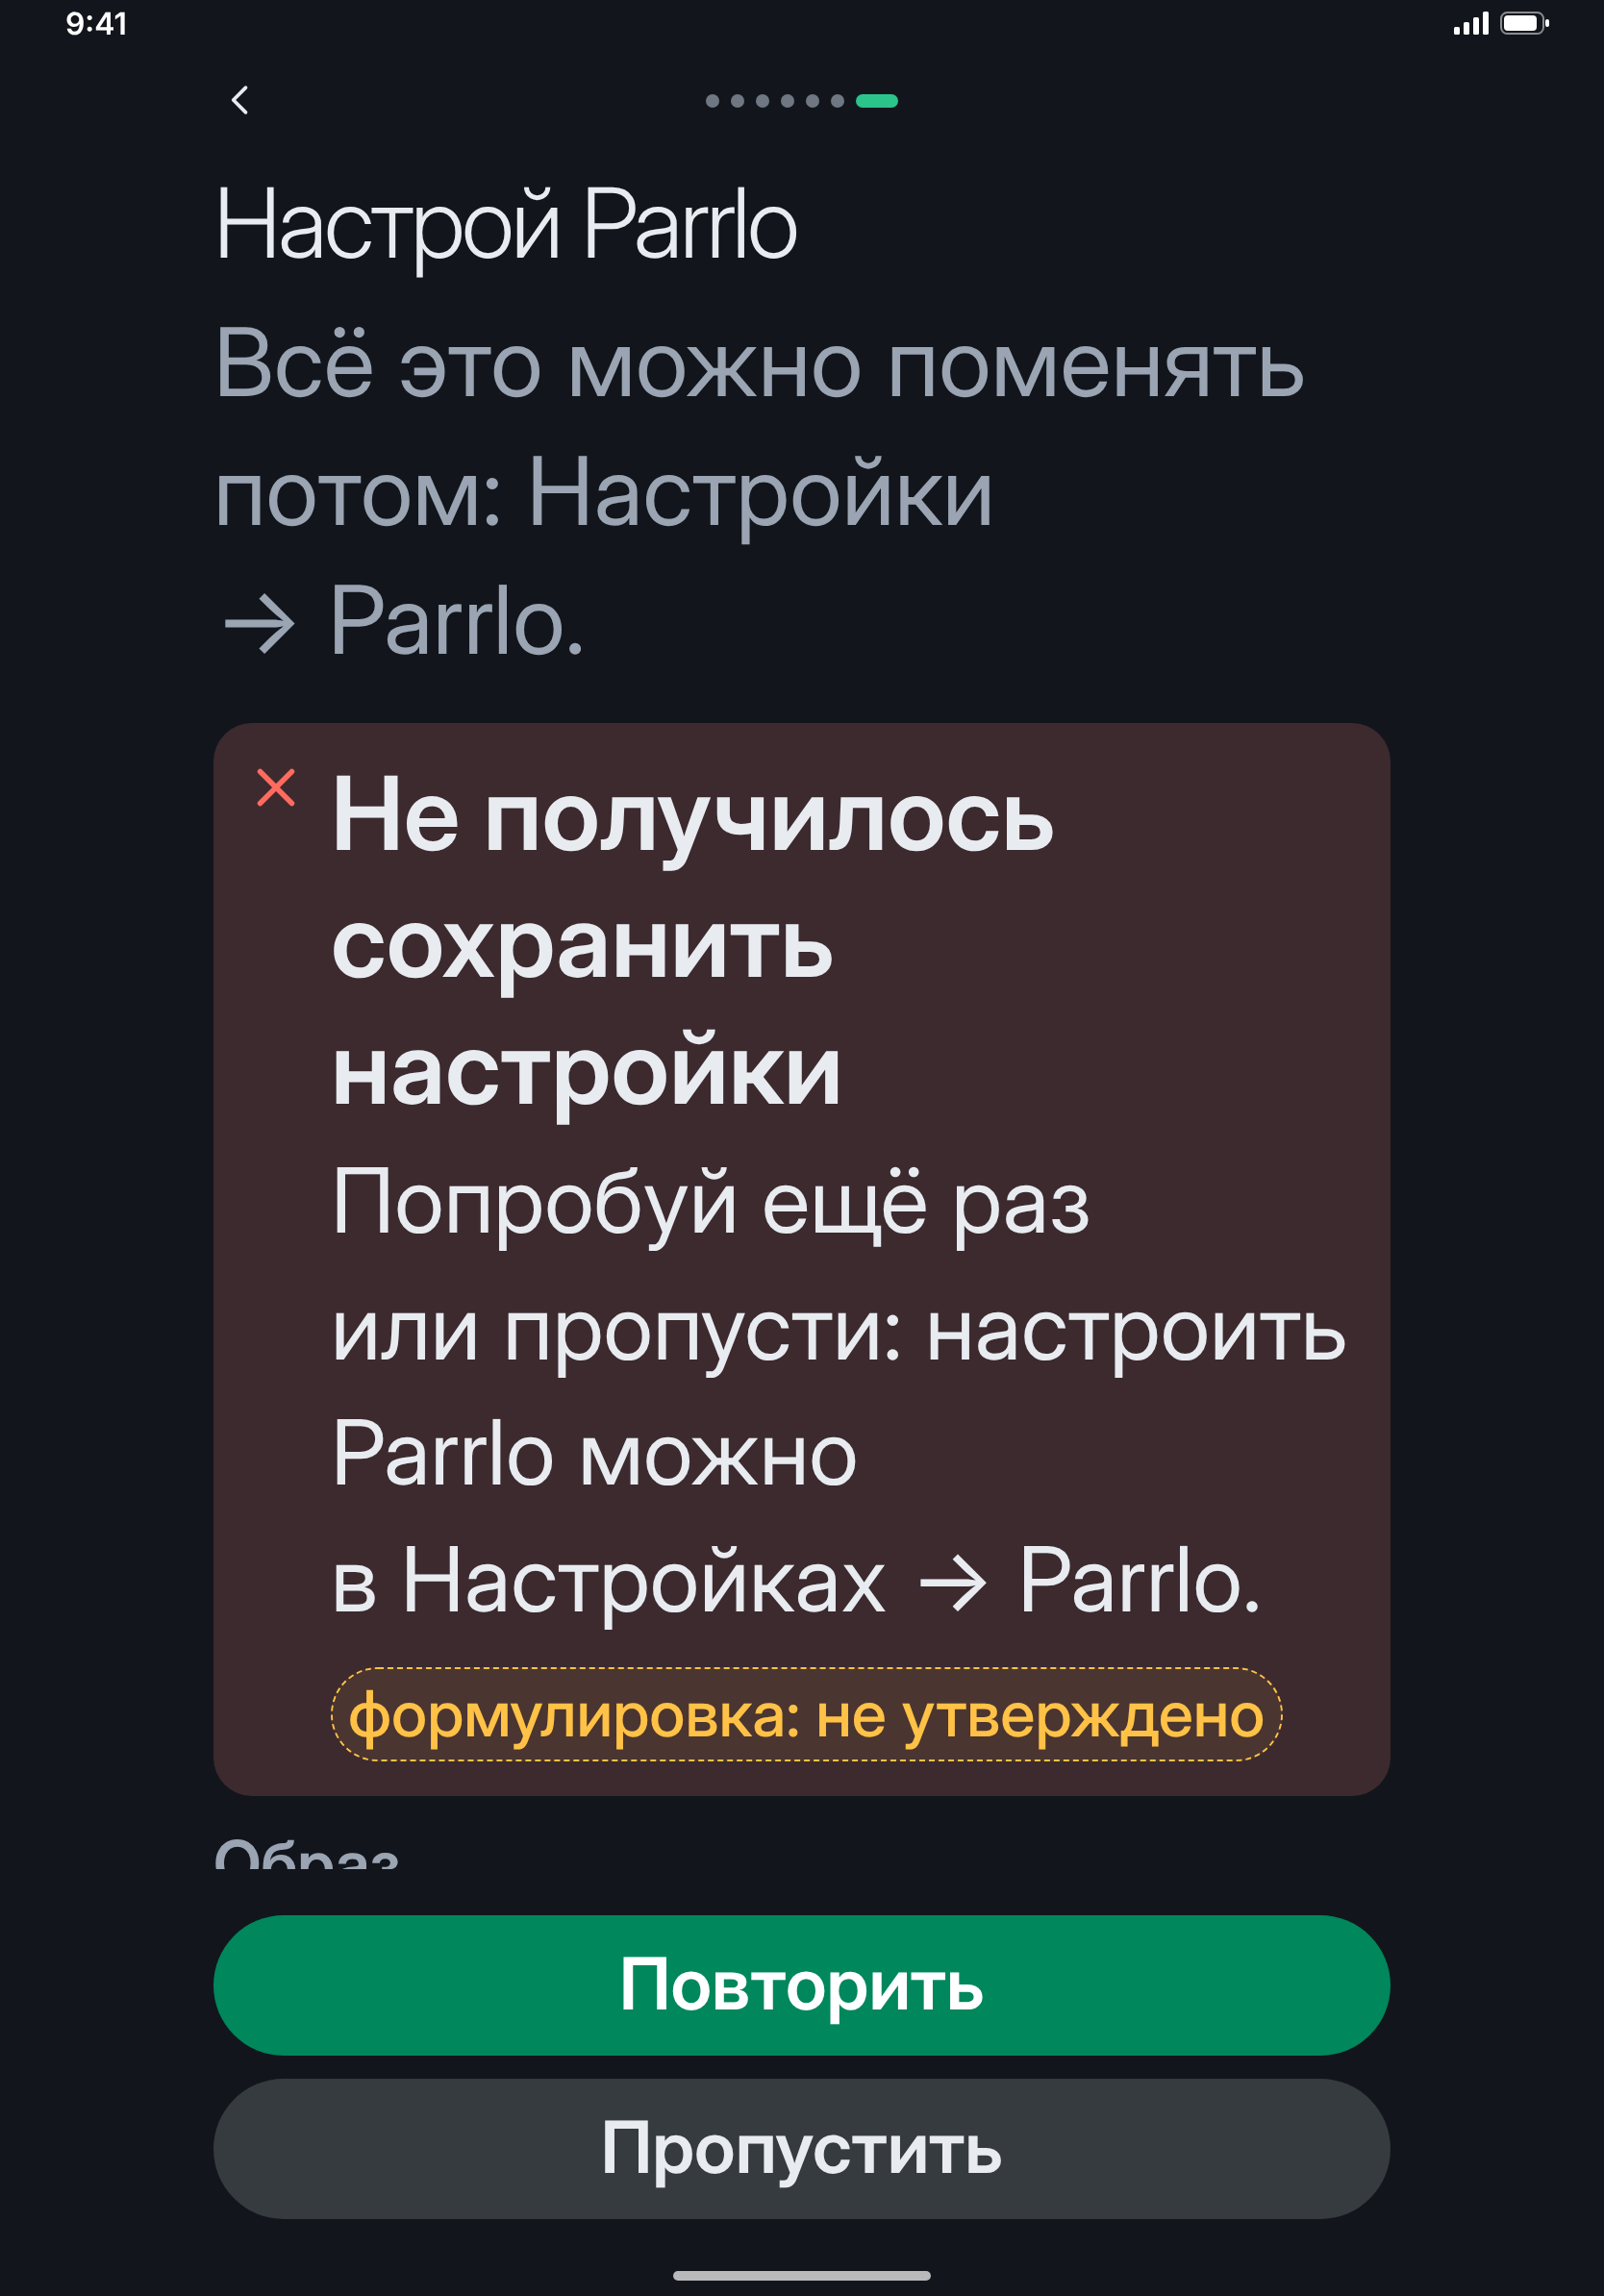 9:41
Настрой Parrlo
Всё это можно поменять
потом: Настройки
→ Parrlo.
Не получилось
сохранить
настройки
Попробуй ещё раз
или пропусти: настроить
Parrlo можно
в Настройках → Parrlo.
формулировка: не утверждено
Образ
Повторить
Пропустить